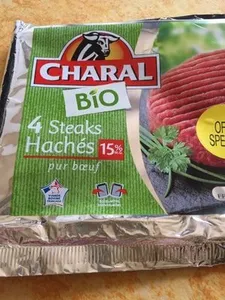 CHARAL
BiO
4 Steaks
Hachés 15%
pur bœuf